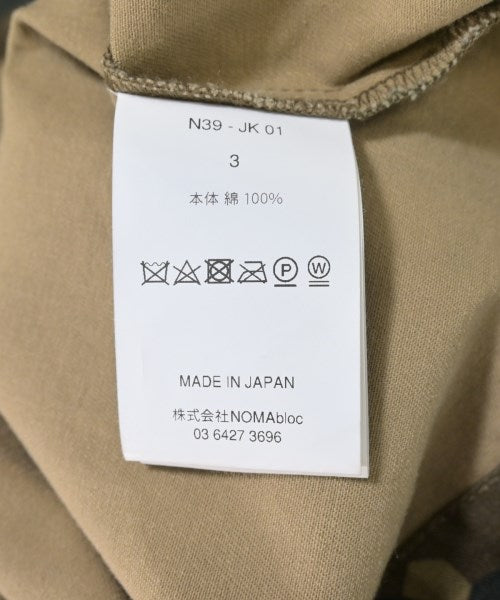 N39 - JK 01
3
本体 綿 100%
P W
MADE IN JAPAN
株式会社NOMAbloc
03 6427 3696